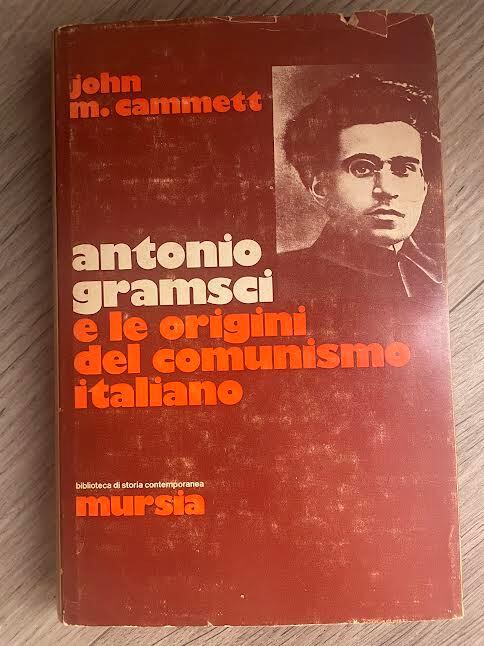 john
m. cammett
antonio
gramsci
e le origini
del comunismo
italiano
biblioteca di storia contemporanea
mursia